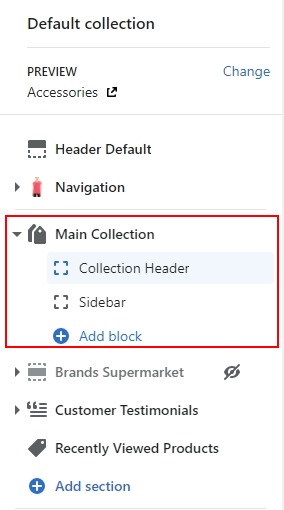 Default collection
PREVIEW
Change
Accessories
Header Default
Navigation
Main Collection
Collection Header
Sidebar
Add block
Brands Supermarket
Customer Testimonials
Recently Viewed Products
Add section